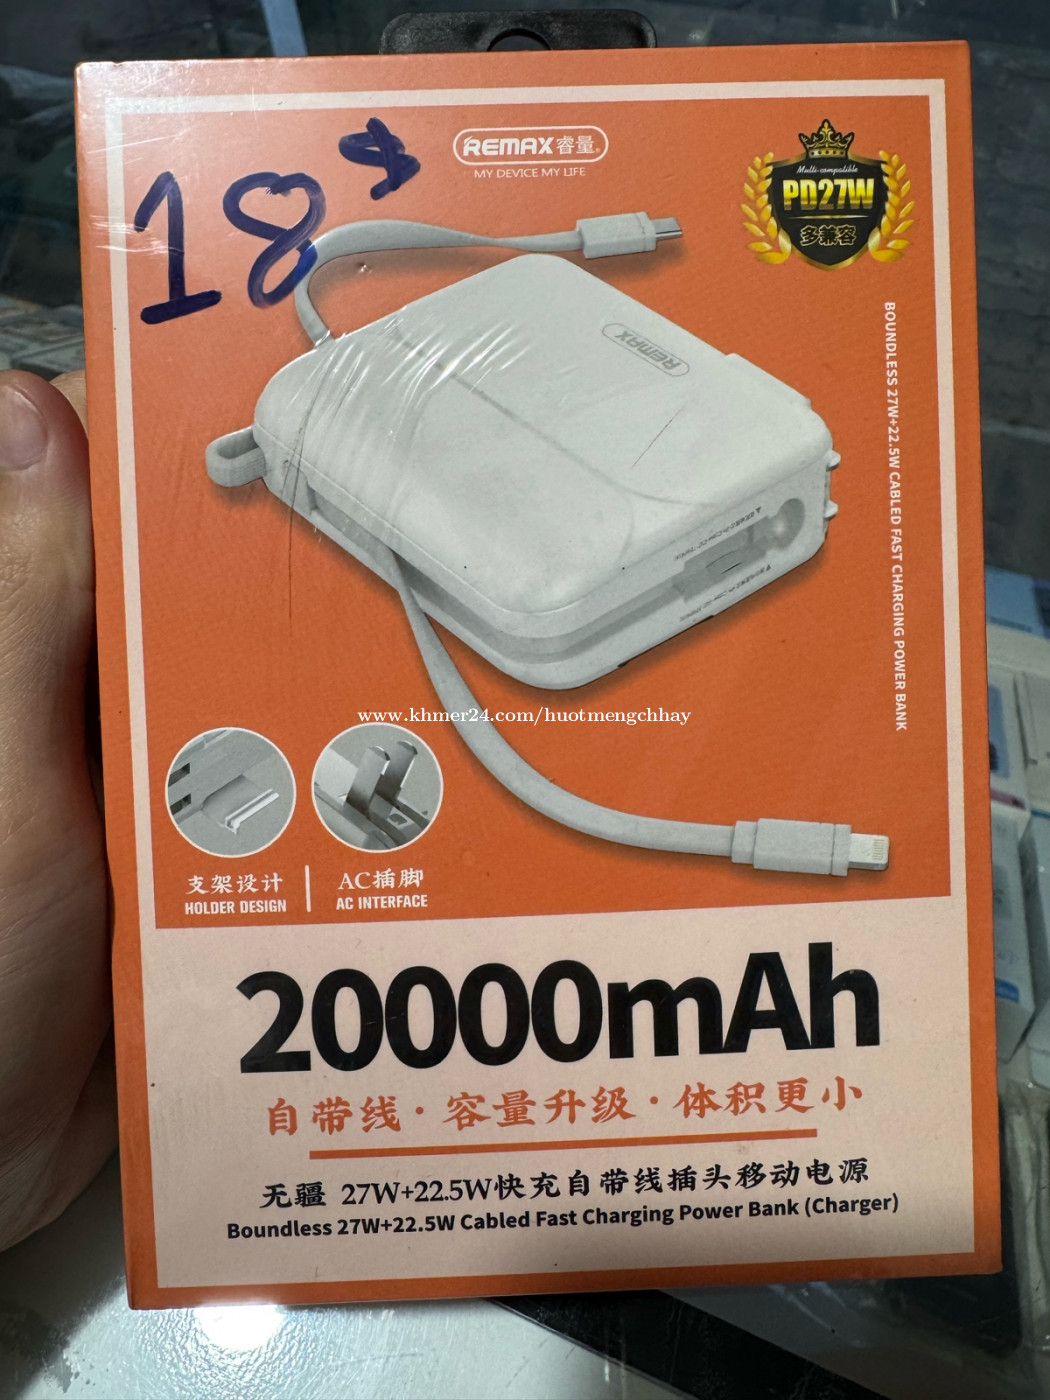 18$
REMAX睿量®
MY DEVICE MY LIFE
Multi-compatible
PD27W
多兼容
REMAX
BOUNDLESS 27W+22.5W CABLED FAST CHARGING POWER BANK
www.khmer24.com/huotmengchhay
支架设计
HOLDER DESIGN
AC插脚
AC INTERFACE
20000mAh
自带线·容量升级·体积更小
无疆 27W+22.5W快充自带线插头移动电源
Boundless 27W+22.5W Cabled Fast Charging Power Bank (Charger)